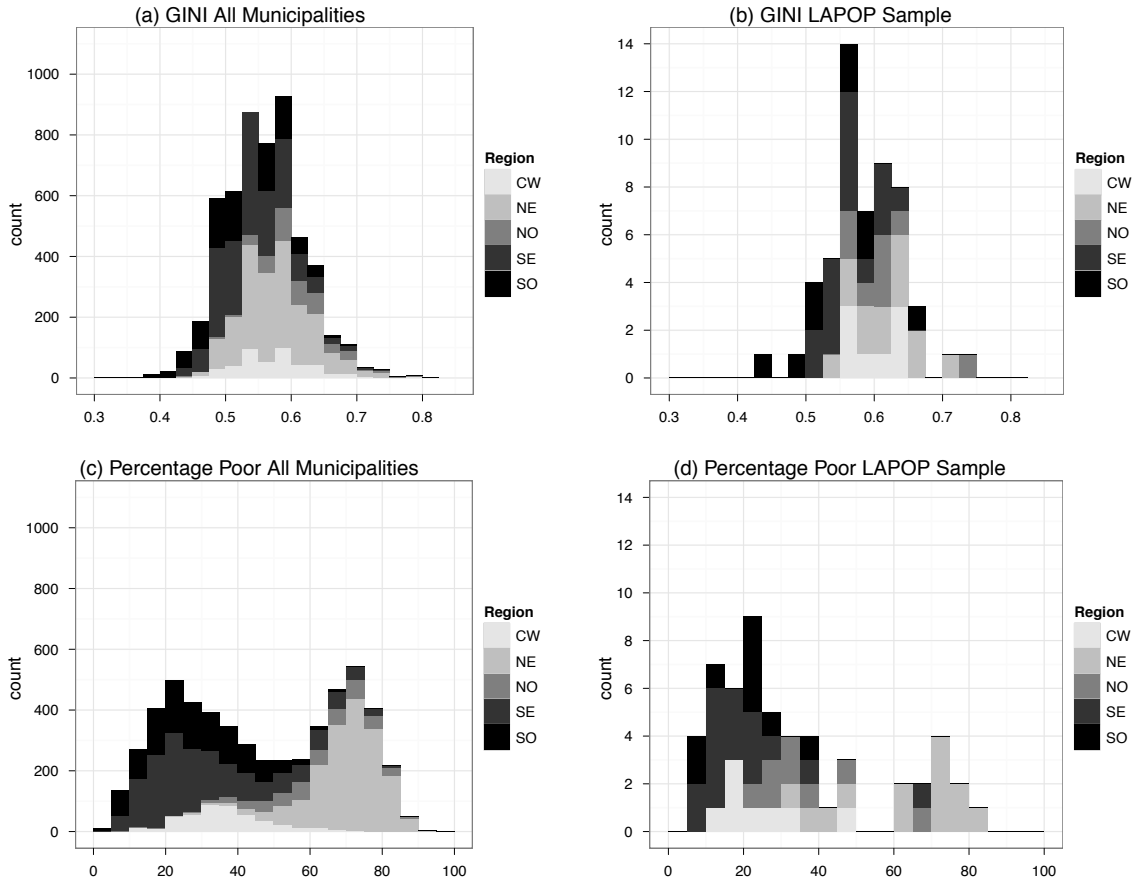 (a) GINI All Municipalities
count
1000
800
600
400
200
0
0.3 0.4 0.5 0.6 0.7 0.8
Region
CW
NE
NO
SE
SO
(b) GINI LAPOP Sample
count
14
12
10
8
6
4
2
0
0.3 0.4 0.5 0.6 0.7 0.8
Region
CW
NE
NO
SE
SO
(c) Percentage Poor All Municipalities
count
1000
800
600
400
200
0
0 20 40 60 80 100
Region
CW
NE
NO
SE
SO
(d) Percentage Poor LAPOP Sample
count
14
12
10
8
6
4
2
0
0 20 40 60 80 100
Region
CW
NE
NO
SE
SO